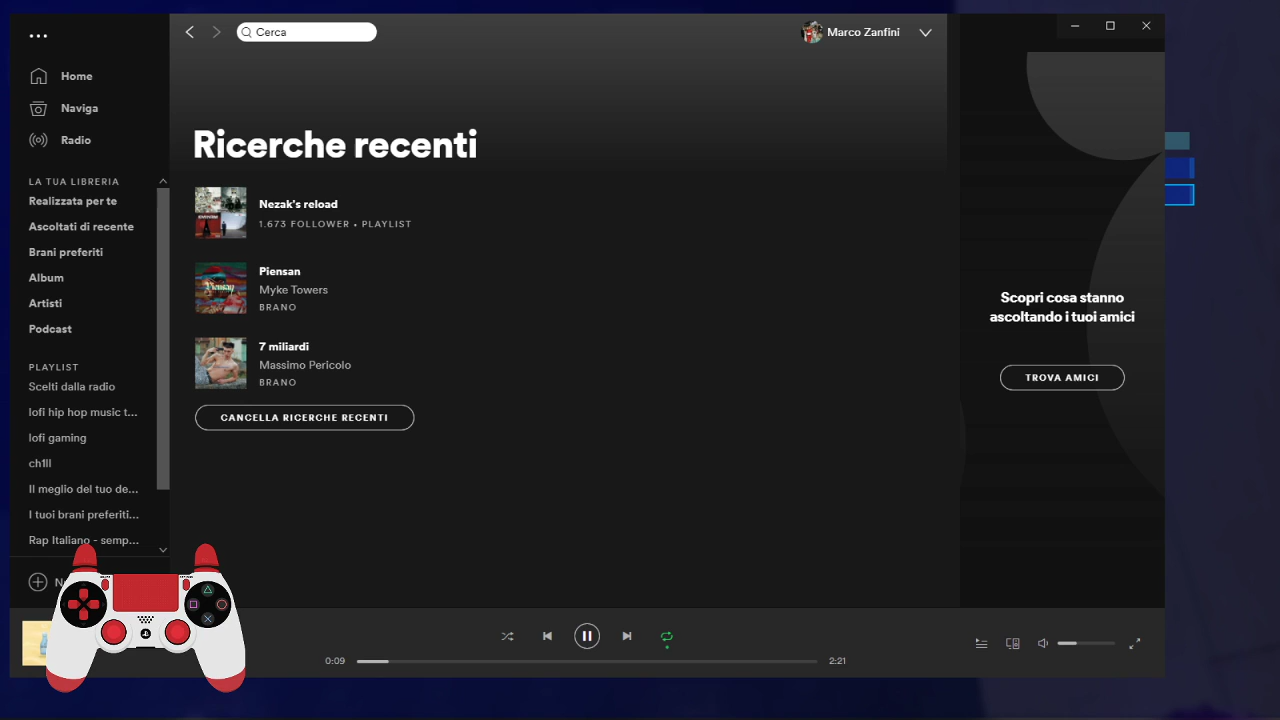 Cerca
Marco Zanfini
Home
Naviga
Radio
LA TUA LIBRERIA
Realizzata per te
Ascoltati di recente
Brani preferiti
Album
Artisti
Podcast
PLAYLIST
Scelti dalla radio
lofi hip hop music t...
lofi gaming
ch1ll
Il meglio del tuo de...
I tuoi brani preferiti...
Rap Italiano - semp...
Ricerche recenti
Nezak's reload
1.673 FOLLOWER • PLAYLIST
Piensan
Myke Towers
BRANO
7 miliardi
Massimo Pericolo
BRANO
CANCELLA RICERCHE RECENTI
Scopri cosa stanno
ascoltando i tuoi amici
TROVA AMICI
0:09
2:21